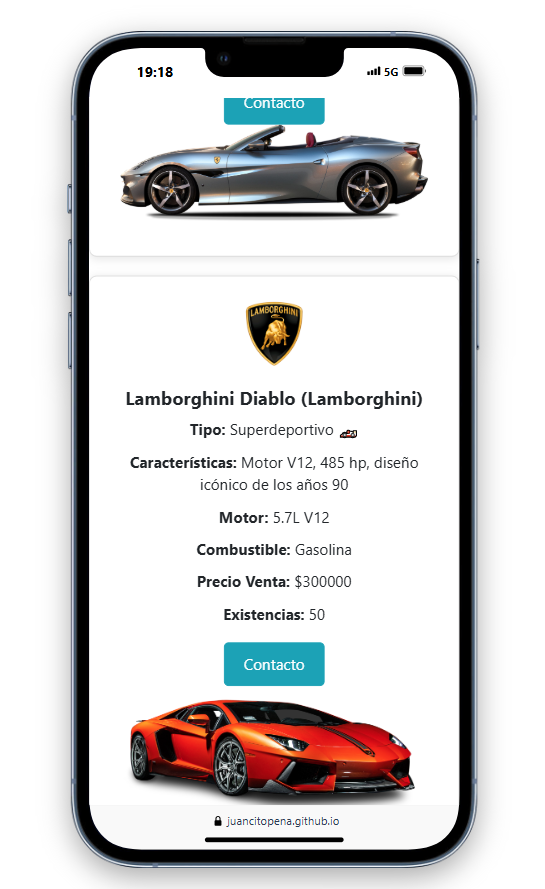 19:18
5G
Contacto
LAMBORGHINI
Lamborghini Diablo (Lamborghini)
Tipo: Superdeportivo
Características: Motor V12, 485 hp, diseño
icónico de los años 90
Motor: 5.7L V12
Combustible: Gasolina
Precio Venta: $300000
Existencias: 50
Contacto
juancitopena.github.io